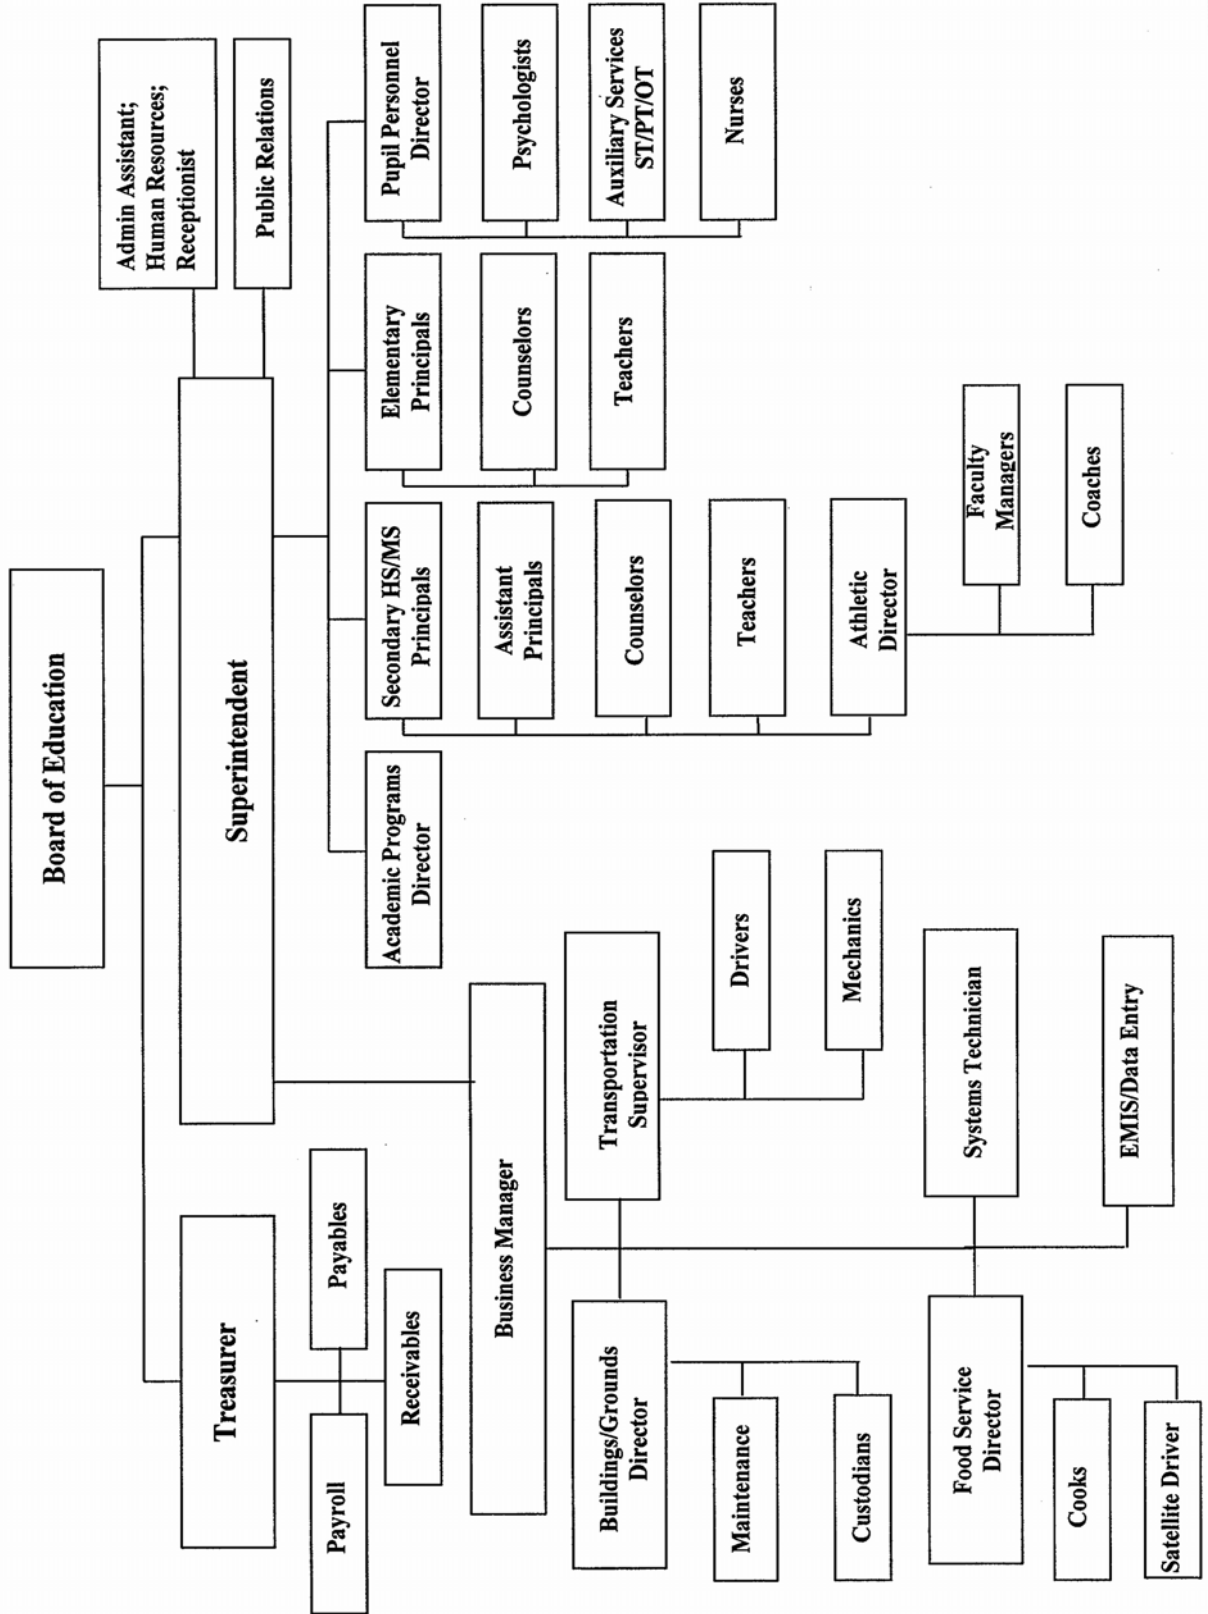 Board of Education
Treasurer
Superintendent
Admin Assistant;
Human Resources;
Receptionist
Public Relations
Payroll
Payables
Receivables
Business Manager
Academic Programs
Director
Secondary HS/MS
Principals
Elementary
Principals
Pupil Personnel
Director
Assistant
Principals
Counselors
Teachers
Athletic
Director
Faculty
Managers
Coaches
Counselors
Teachers
Psychologists
Auxiliary Services
ST/PT/OT
Nurses
Buildings/Grounds
Director
Maintenance
Custodians
Transportation
Supervisor
Drivers
Mechanics
Food Service
Director
Cooks
Satellite Driver
Systems Technician
EMIS/Data Entry